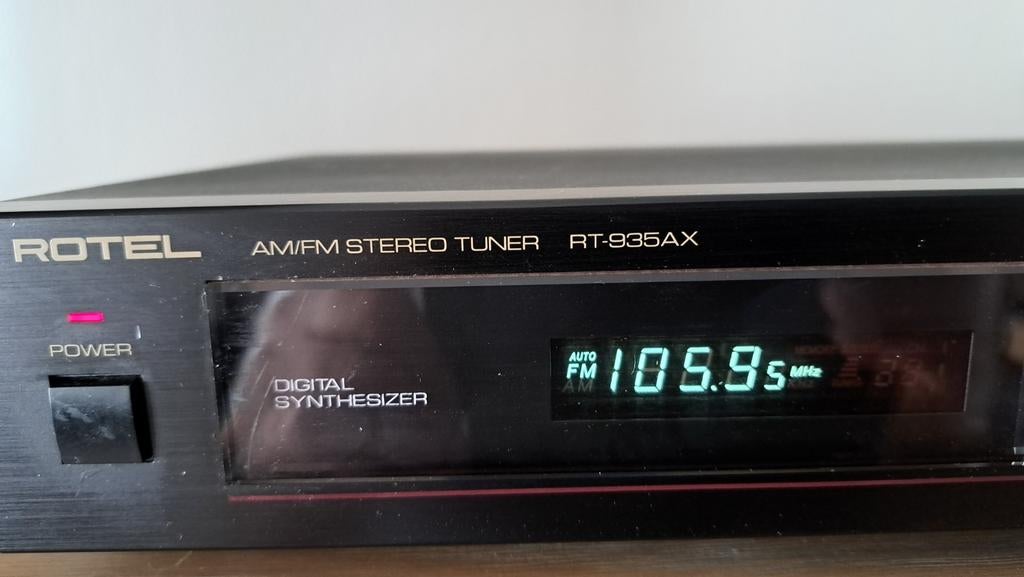 ROTEL AM/FM STEREO TUNER RT-935AX
POWER
DIGITAL
SYNTHESIZER
AUTO
FM 105.95 MHz
AM